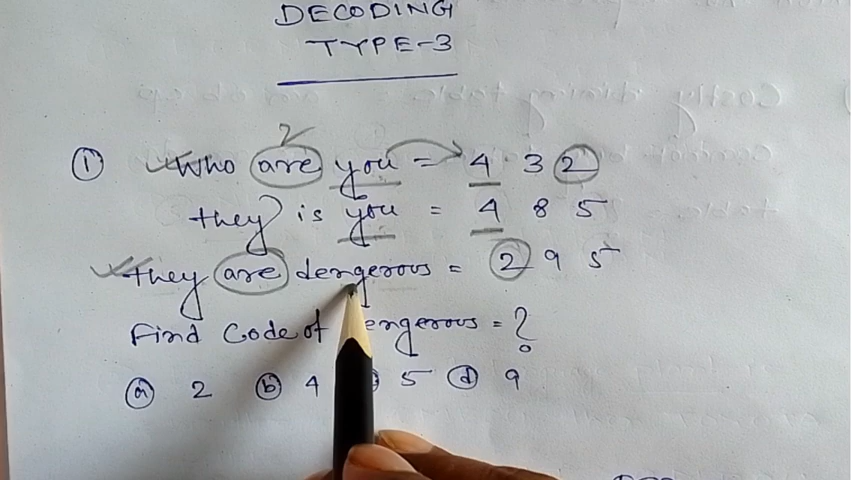 DECODING
TYPE-3
2
① Who are you = 4 3 2
they is you = 4 8 5
they are dengerous = 2 9 5
Find Code of dengerous = ?
ⓐ 2 ⓑ 4 5 ⓓ 9